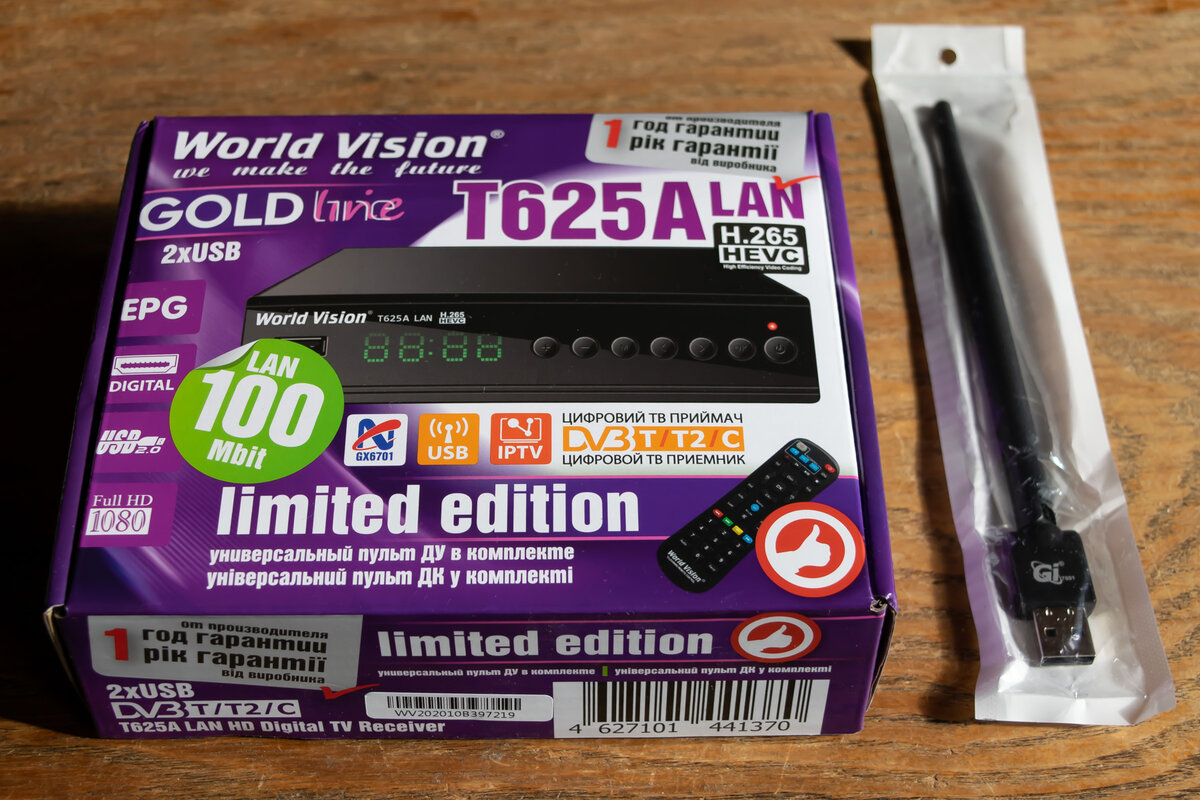 World Vision®
we make the future
от производителя
1 год гарантии
рік гарантії
від виробника
GOLD line
T625A LAN
2xUSB
H.265
HEVC
High Efficiency Video Coding
EPG
World Vision® T625A LAN H.265 HEVC
88:88
DIGITAL
LAN
100
Mbit
USB 2.0
GX6701
USB
IPTV
ЦИФРОВИЙ ТВ ПРИЙМАЧ
DVB T/T2/C
ЦИФРОВОЙ ТВ ПРИЕМНИК
Full HD
1080
limited edition
универсальный пульт ДУ в комплекте
універсальний пульт ДК у комплекті
World Vision
Gi
от производителя
1 год гарантии
рік гарантії
від виробника
limited edition
универсальный пульт ДУ в комплекте
універсальний пульт ДК у комплекті
2xUSB
DVB T/T2/C
T625A LAN HD Digital TV Receiver
WV202010B397219
4 627101 441370